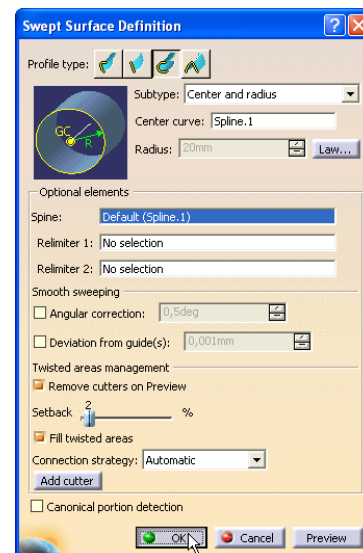 Swept Surface Definition
Profile type:
Subtype: Center and radius
Center curve: Spline.1
GC
R
Radius: 20mm Law...
Optional elements
Spine: Default (Spline.1)
Relimiter 1: No selection
Relimiter 2: No selection
Smooth sweeping
Angular correction: 0,5deg
Deviation from guide(s): 0,001mm
Twisted areas management
Remove cutters on Preview
2
Setback %
Fill twisted areas
Connection strategy: Automatic
Add cutter
Canonical portion detection
OK Cancel Preview